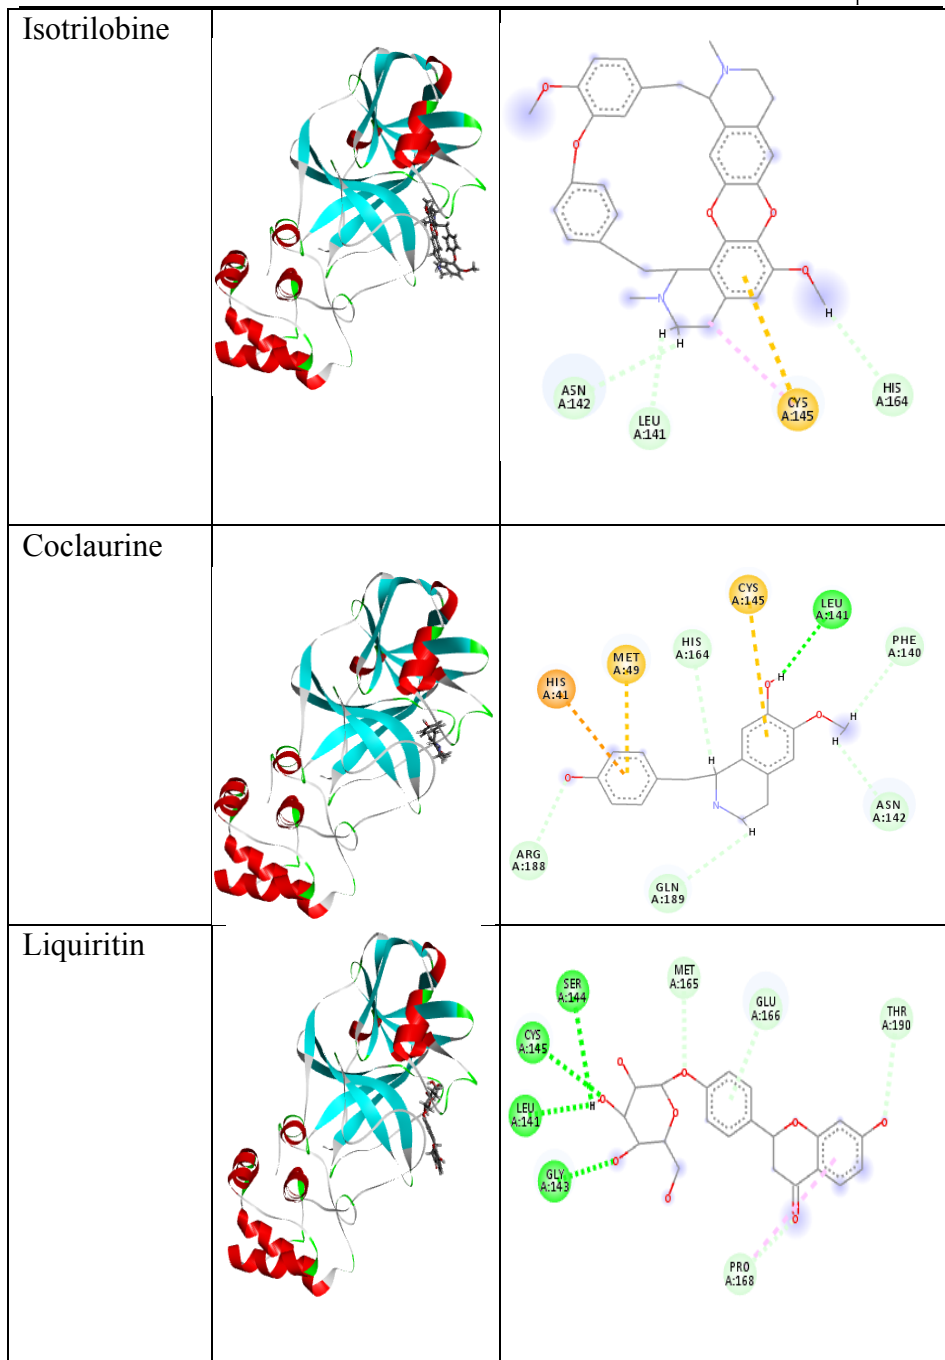 Isotrilobine
O
N
O
O
O
O
N
H
H
H
ASN
A:142
LEU
A:141
CYS
A:145
HIS
A:164
Coclaurine
CYS
A:145
LEU
A:141
HIS
A:164
PHE
A:140
MET
A:49
HIS
A:41
H
O
O
H
H
H
O
N
H
ASN
A:142
ARG
A:188
GLN
A:189
Liquiritin
MET
A:165
SER
A:144
GLU
A:166
THR
A:190
CYS
A:145
LEU
A:141
GLY
A:143
O
O
O
H
O
O
O
O
O
O
PRO
A:168